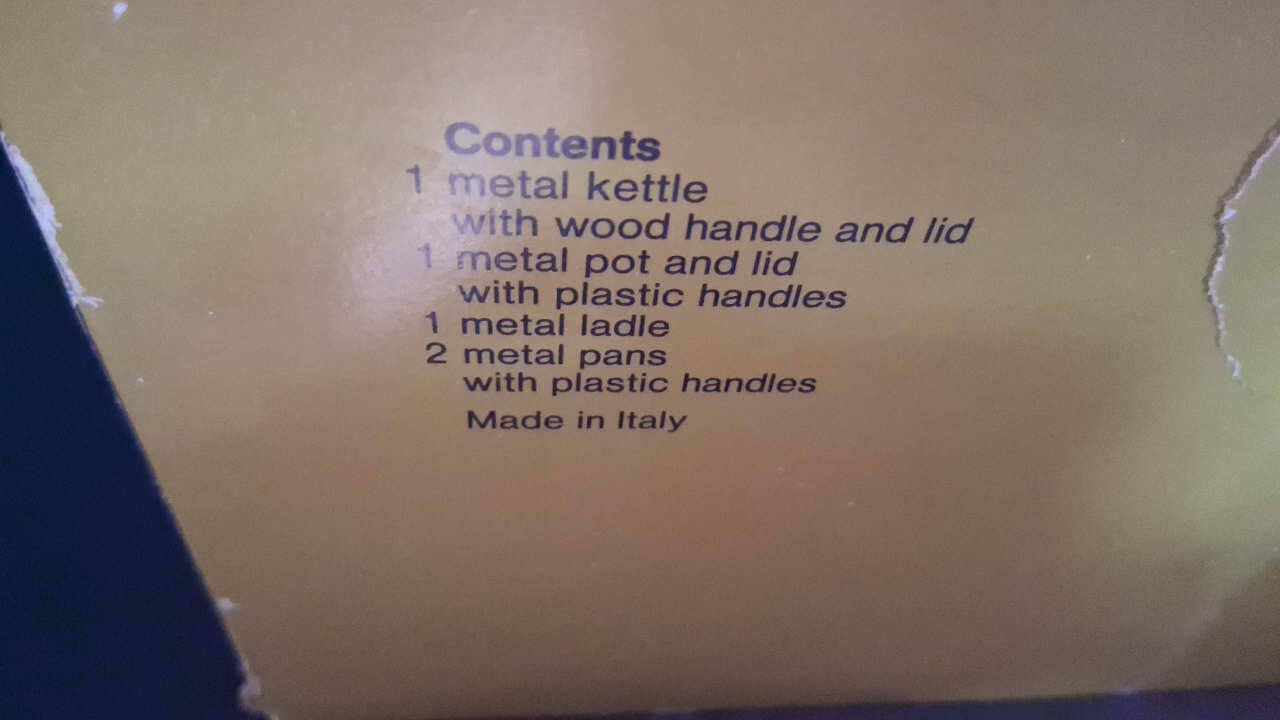 Contents
1 metal kettle
with wood handle and lid
1 metal pot and lid
with plastic handles
1 metal ladle
2 metal pans
with plastic handles
Made in Italy